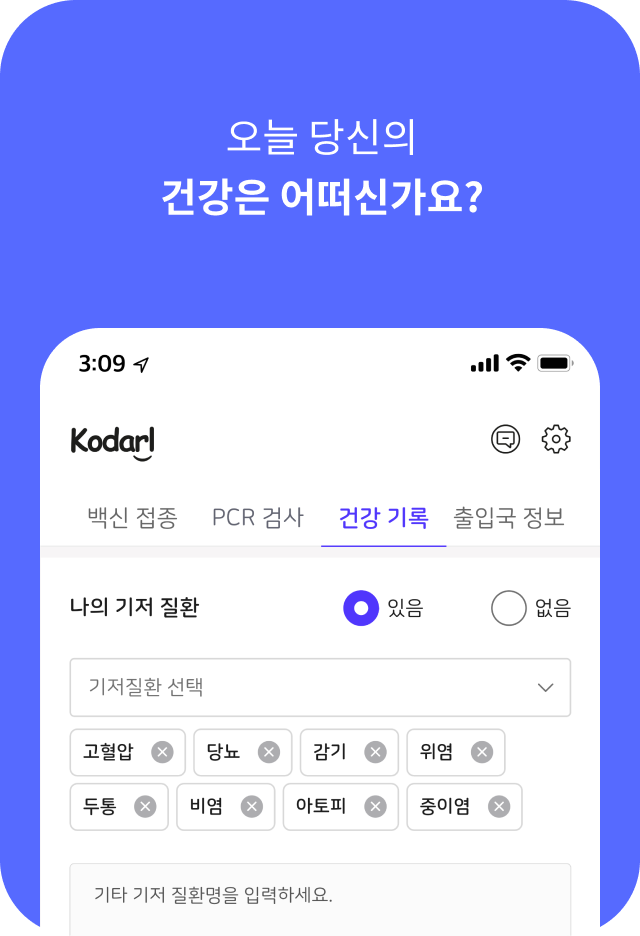 오늘 당신의
건강은 어떠신가요?
3:09
Kodarl
백신 접종 PCR 검사 건강 기록 출입국 정보
나의 기저 질환 있음 없음
기저질환 선택
고혈압 당뇨 감기 위염
두통 비염 아토피 중이염
기타 기저 질환명을 입력하세요.